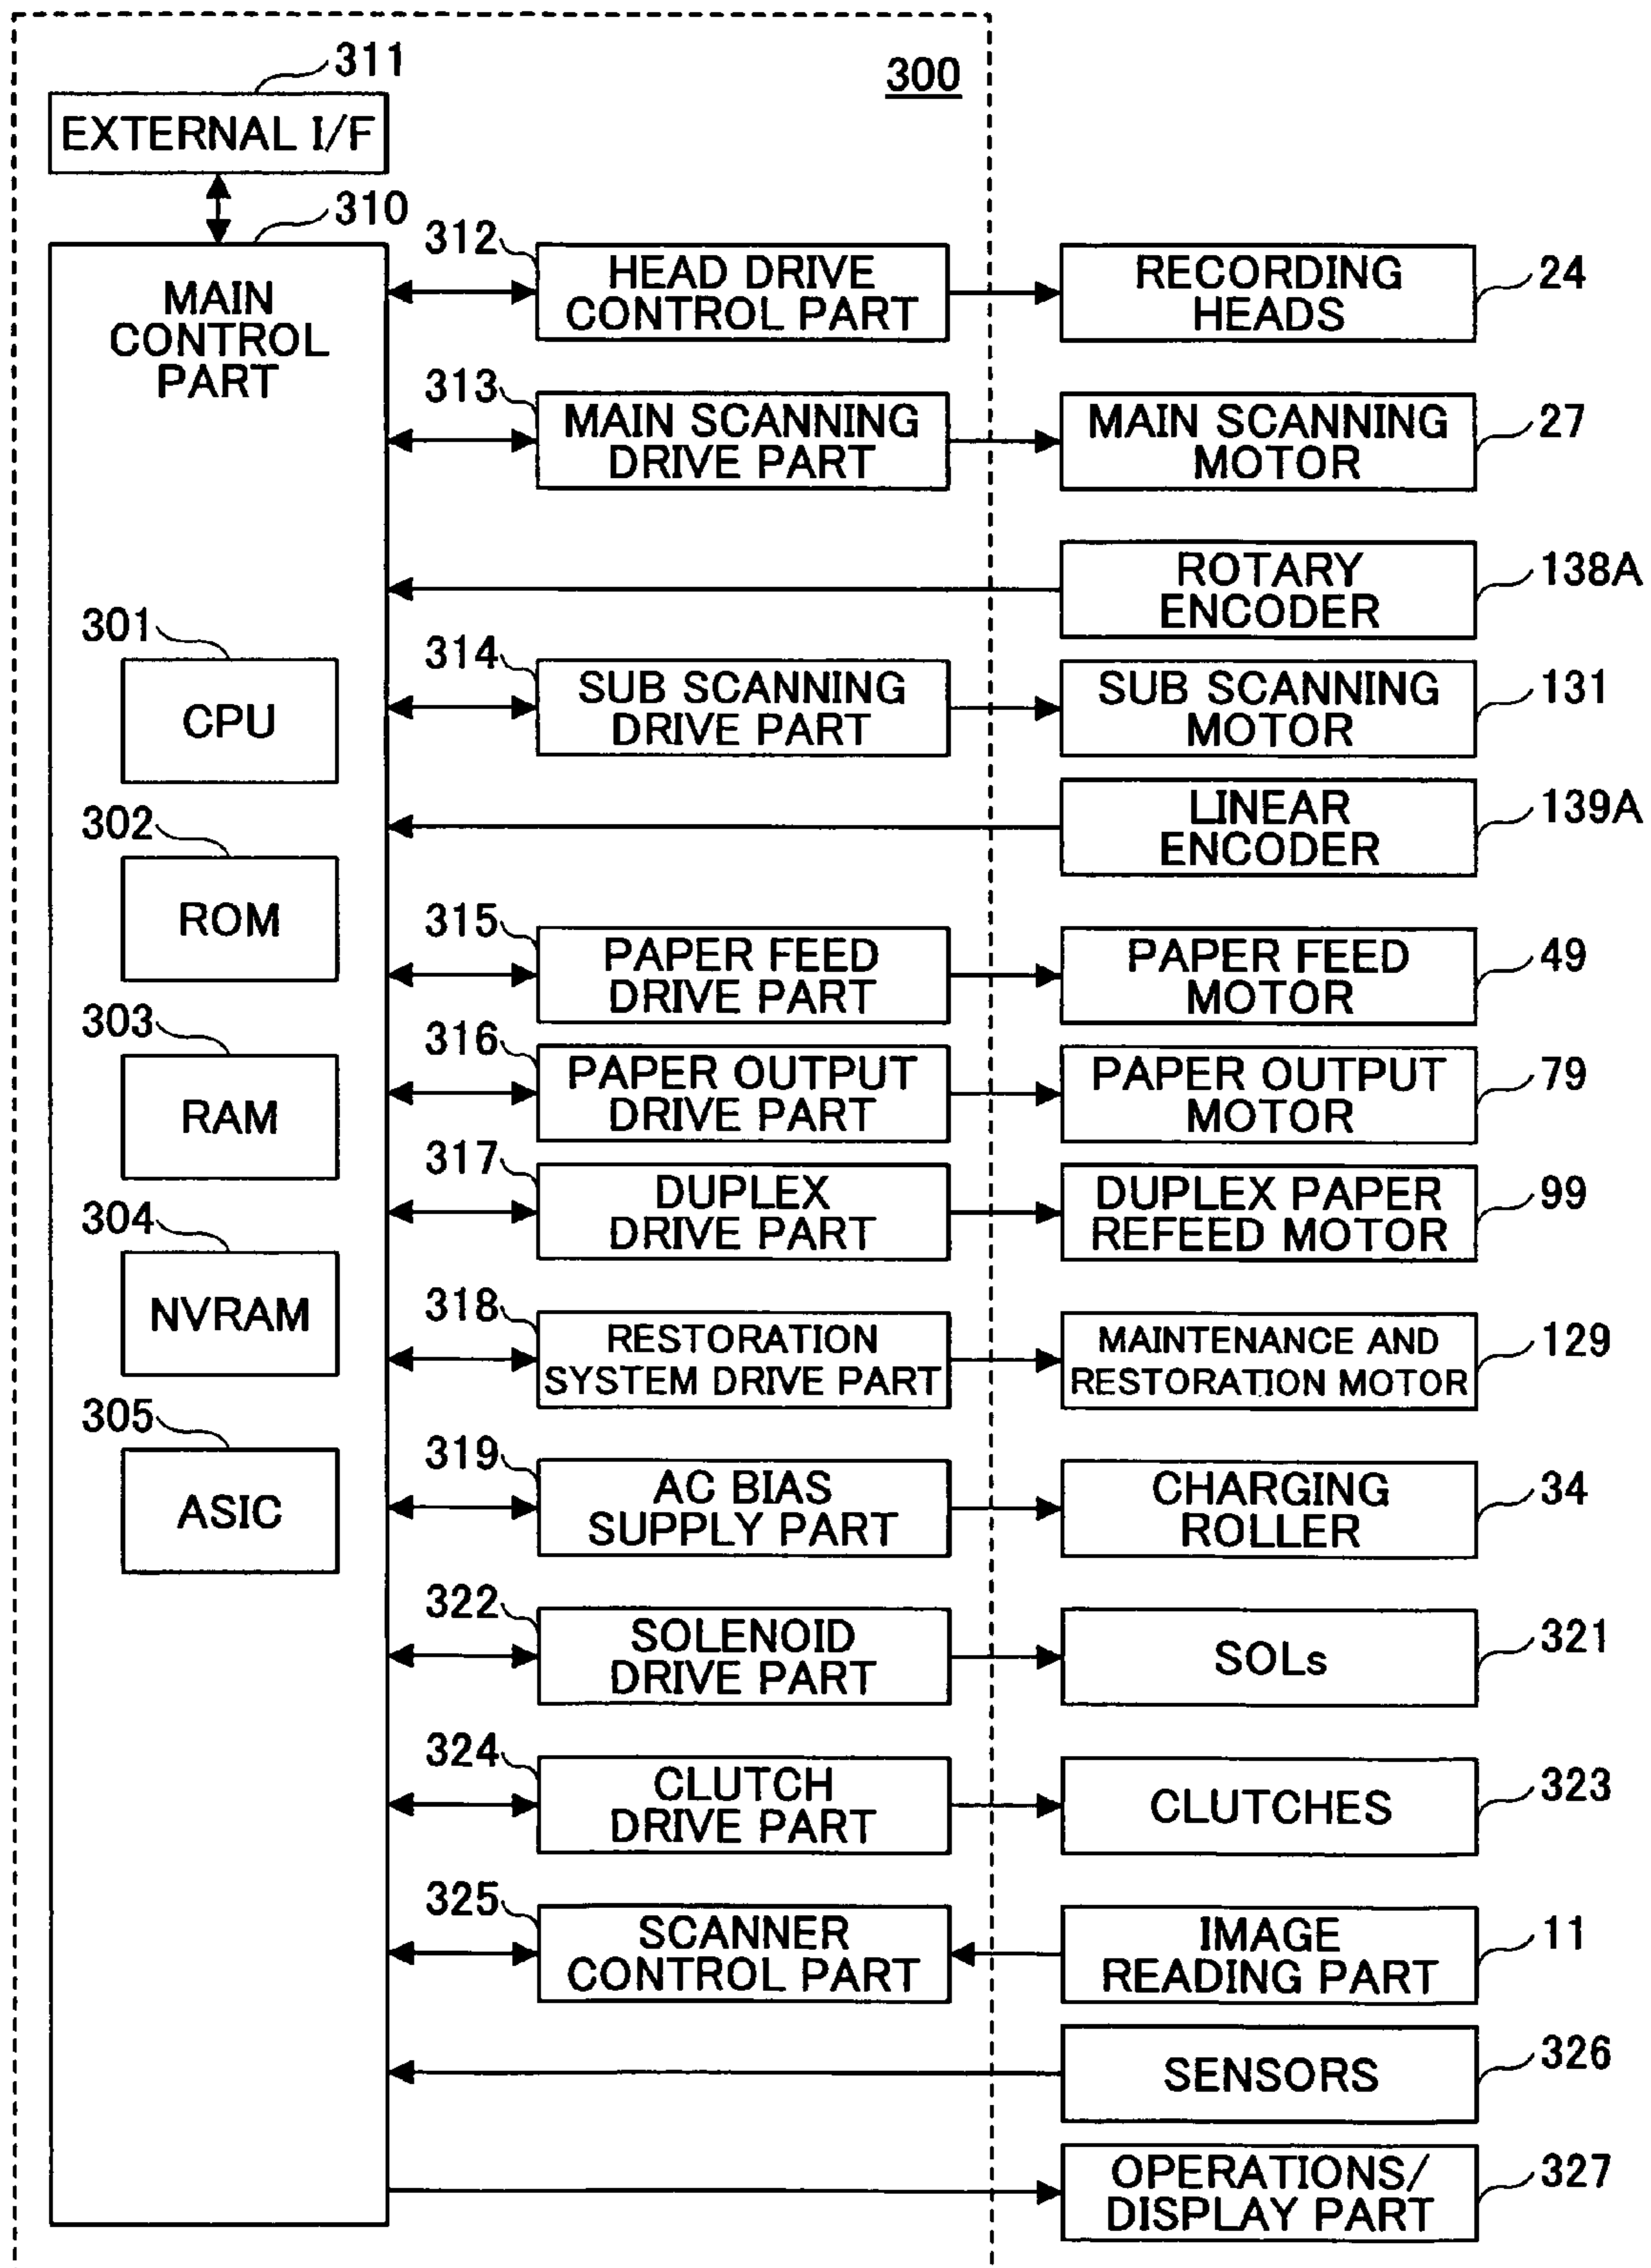 311
300
EXTERNAL I/F
310
MAIN
CONTROL
PART
312
HEAD DRIVE
CONTROL PART
RECORDING
HEADS
24
313
MAIN SCANNING
DRIVE PART
MAIN SCANNING
MOTOR
27
ROTARY
ENCODER
138A
301
CPU
314
SUB SCANNING
DRIVE PART
SUB SCANNING
MOTOR
131
LINEAR
ENCODER
139A
302
ROM
315
PAPER FEED
DRIVE PART
PAPER FEED
MOTOR
49
303
RAM
316
PAPER OUTPUT
DRIVE PART
PAPER OUTPUT
MOTOR
79
317
DUPLEX
DRIVE PART
DUPLEX PAPER
REFEED MOTOR
99
304
NVRAM
318
RESTORATION
SYSTEM DRIVE PART
MAINTENANCE AND
RESTORATION MOTOR
129
305
ASIC
319
AC BIAS
SUPPLY PART
CHARGING
ROLLER
34
322
SOLENOID
DRIVE PART
SOLs
321
324
CLUTCH
DRIVE PART
CLUTCHES
323
325
SCANNER
CONTROL PART
IMAGE
READING PART
11
SENSORS
326
OPERATIONS/
DISPLAY PART
327